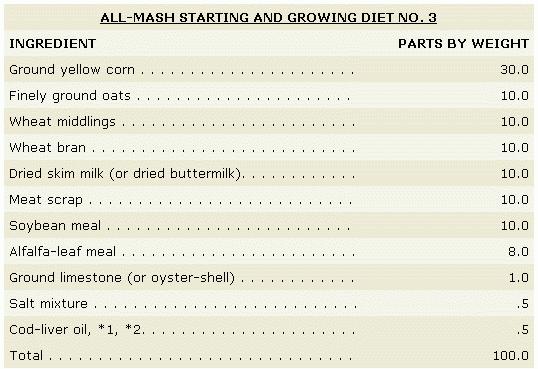 ALL-MASH STARTING AND GROWING DIET NO. 3
INGREDIENT PARTS BY WEIGHT
Ground yellow corn . . . . . . . . . . . . . . . . . . . . . . . 30.0
Finely ground oats . . . . . . . . . . . . . . . . . . . . . . . 10.0
Wheat middlings . . . . . . . . . . . . . . . . . . . . . . . . . 10.0
Wheat bran . . . . . . . . . . . . . . . . . . . . . . . . . . . . 10.0
Dried skim milk (or dried buttermilk). . . . . . . . . . . . 10.0
Meat scrap . . . . . . . . . . . . . . . . . . . . . . . . . . . . 10.0
Soybean meal . . . . . . . . . . . . . . . . . . . . . . . . . . 10.0
Alfalfa-leaf meal . . . . . . . . . . . . . . . . . . . . . . . . . 8.0
Ground limestone (or oyster-shell) . . . . . . . . . . . . 1.0
Salt mixture . . . . . . . . . . . . . . . . . . . . . . . . . . . .5
Cod-liver oil, *1, *2. . . . . . . . . . . . . . . . . . . . . . .5
Total . . . . . . . . . . . . . . . . . . . . . . . . . . . . . . . . 100.0